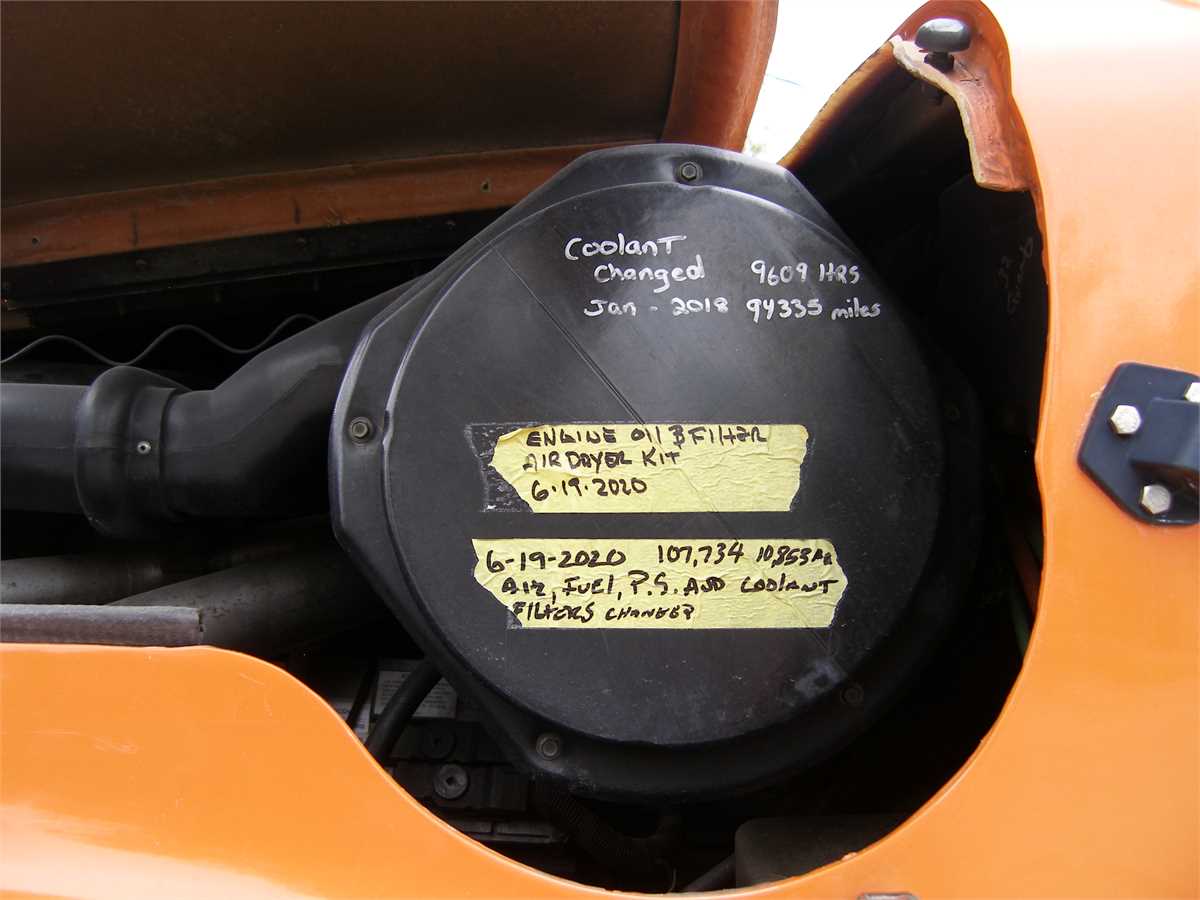 Coolant
changed 9609 HRS
Jan - 2018 94335 miles
ENGINE OIL & FILTER
AIR DRYER KIT
6-19-2020
6-19-2020 107,734 10,853 HR
AIR, FUEL, P.S. AND COOLANT
FILTERS CHANGED